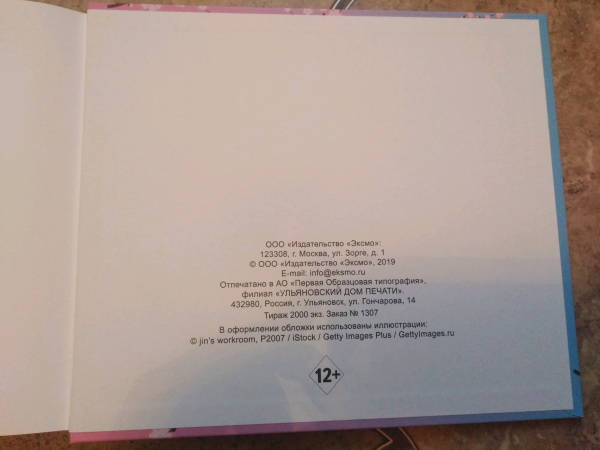 ООО «Издательство «Эксмо»:
123308, г. Москва, ул. Зорге, д. 1
© ООО «Издательство «Эксмо», 2019
E-mail: info@eksmo.ru
Отпечатано в АО «Первая Образцовая типография»,
филиал «УЛЬЯНОВСКИЙ ДОМ ПЕЧАТИ».
432980, Россия, г. Ульяновск, ул. Гончарова, 14
Тираж 2000 экз. Заказ № 1307
В оформлении обложки использованы иллюстрации:
© jin's workroom, P2007 / iStock / Getty Images Plus / GettyImages.ru
12+